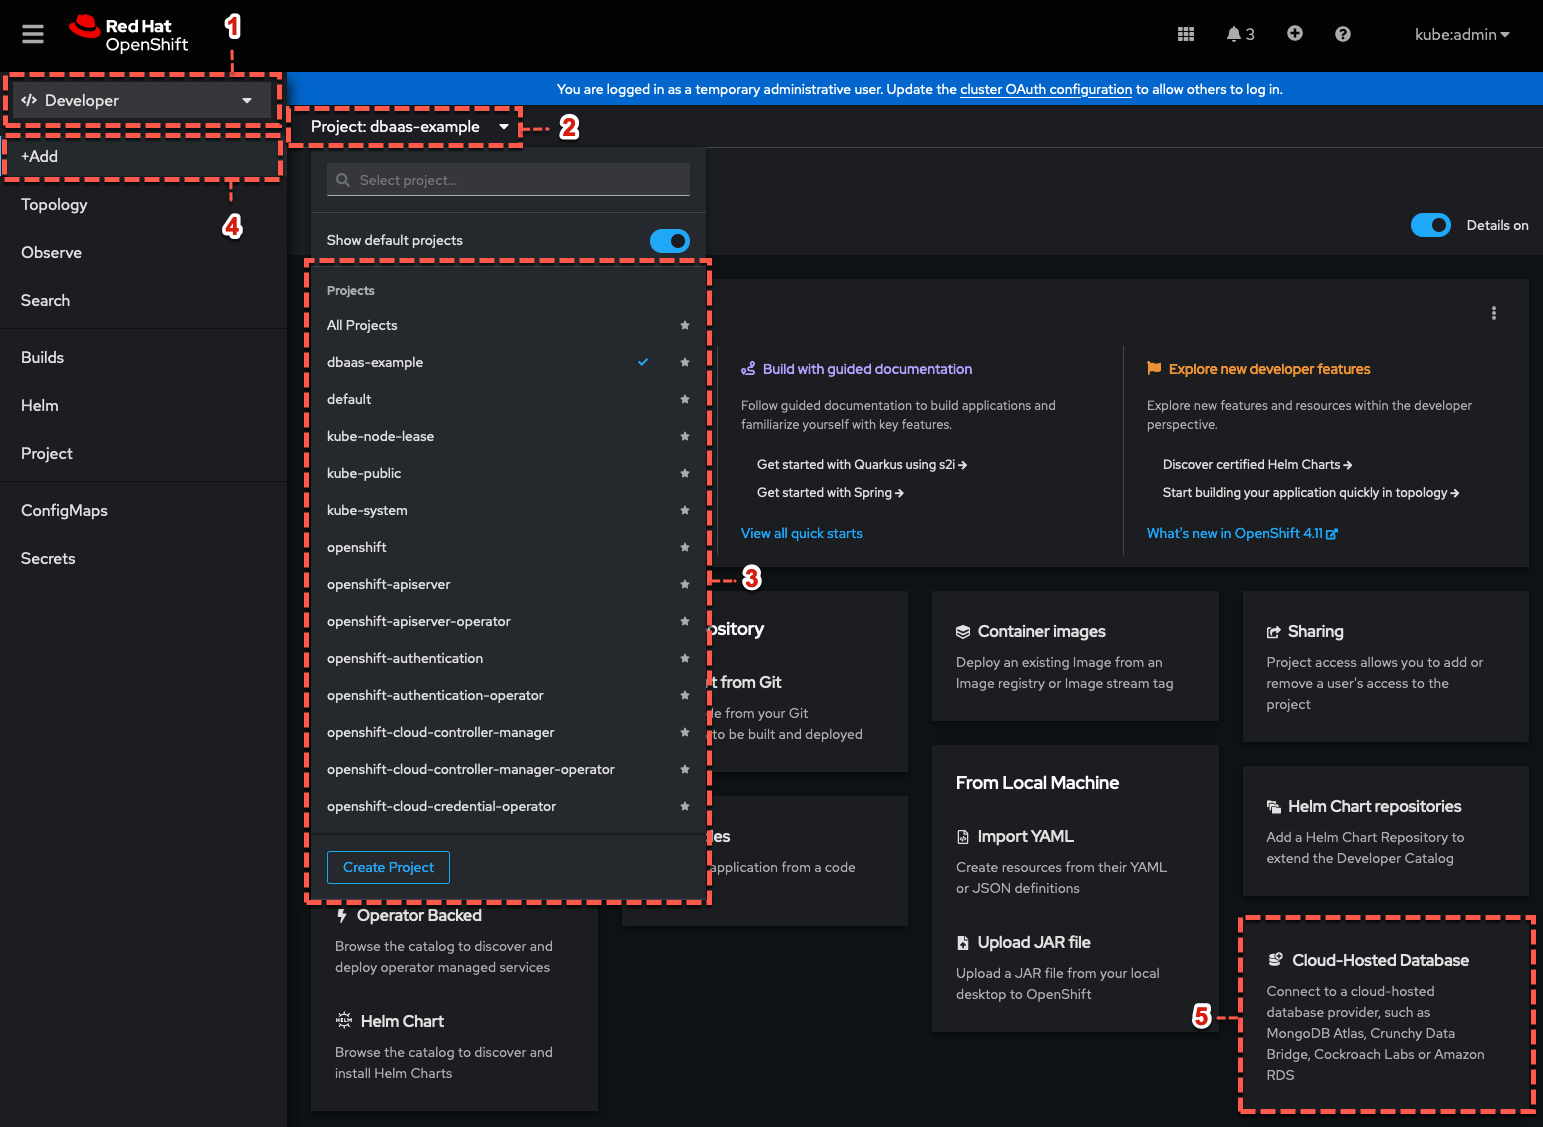 Red Hat
OpenShift
1
3
kube:admin
Developer
You are logged in as a temporary administrative user. Update the cluster OAuth configuration to allow others to log in.
Project: dbaas-example
2
+Add
4
Topology
Observe
Search
Builds
Helm
Project
ConfigMaps
Secrets
Select project...
Show default projects
Details on
Projects
All Projects
dbaas-example
default
kube-node-lease
kube-public
kube-system
openshift
openshift-apiserver
openshift-apiserver-operator
openshift-authentication
openshift-authentication-operator
openshift-cloud-controller-manager
openshift-cloud-controller-manager-operator
openshift-cloud-credential-operator
Create Project
3
Build with guided documentation
Follow guided documentation to build applications and
familiarize yourself with key features.
Get started with Quarkus using s2i
Get started with Spring
View all quick starts
Explore new developer features
Explore new features and resources within the developer
perspective.
Discover certified Helm Charts
Start building your application quickly in topology
What's new in OpenShift 4.11
Operator Backed
Browse the catalog to discover and
deploy operator managed services
HELM
Helm Chart
Browse the catalog to discover and
install Helm Charts
ository
t from Git
de from your Git
to be built and deployed
les
application from a code
Container images
Deploy an existing Image from an
Image registry or Image stream tag
From Local Machine
Import YAML
Create resources from their YAML
or JSON definitions
Upload JAR file
Upload a JAR file from your local
desktop to OpenShift
Sharing
Project access allows you to add or
remove a user's access to the
project
Helm Chart repositories
Add a Helm Chart Repository to
extend the Developer Catalog
5
Cloud-Hosted Database
Connect to a cloud-hosted
database provider, such as
MongoDB Atlas, Crunchy Data
Bridge, Cockroach Labs or Amazon
RDS